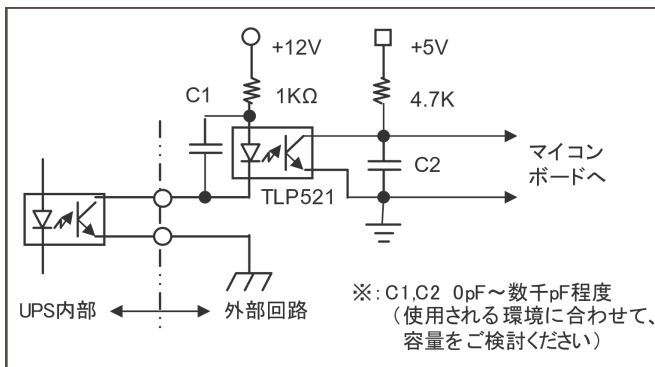 +12V
+5V
C1
1KΩ
4.7K
マイコン
ボードへ
C2
TLP521
UPS内部
外部回路
※:C1,C2 0pF～数千pF程度
(使用される環境に合わせて、
容量をご検討ください)